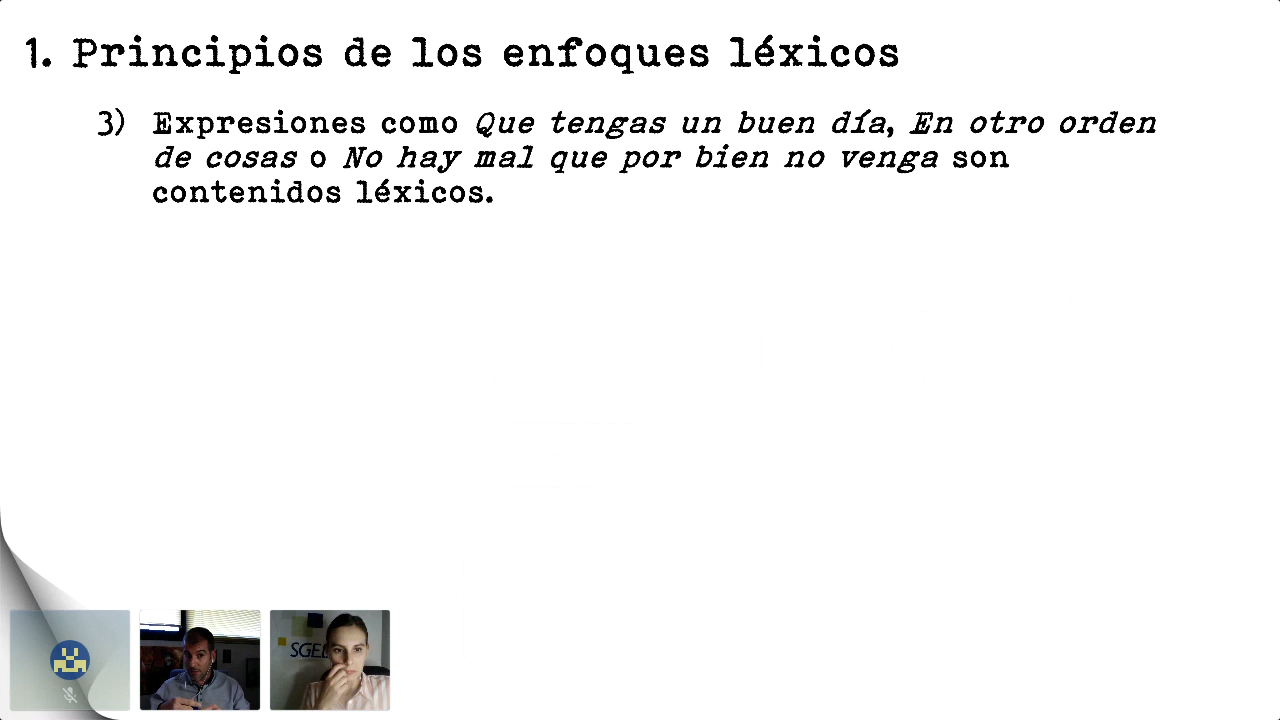 1. Principios de los enfoques léxicos
3) Expresiones como Que tengas un buen día, En otro orden
de cosas o No hay mal que por bien no venga son
contenidos léxicos.
SGEL